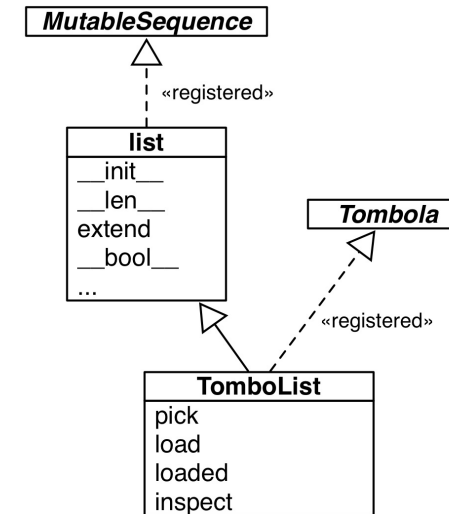 MutableSequence
«registered»
list
__init__
__len__
extend
__bool__
...
Tombola
«registered»
TomboList
pick
load
loaded
inspect